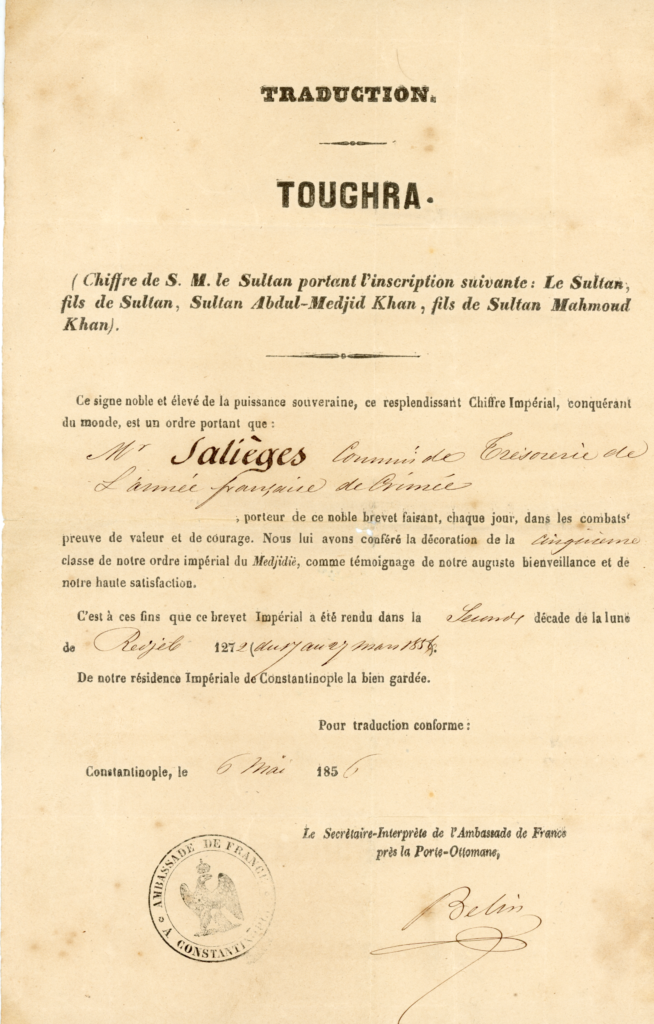 TRADUCTION.
TOUGHRA.
(Chiffre de S. M. le Sultan portant l'inscription suivante: Le Sultan,
fils de Sultan, Sultan Abdul-Medjid Khan, fils de Sultan Mahmoud
Khan).
Ce signe noble et élevé de la puissance souveraine, ce resplendissant Chiffre Impérial, conquérant
du monde, est un ordre portant que :
Mr Salièges Commis de Trésorerie de
L'armée française de Crimée
, porteur de ce noble brevet faisant, chaque jour, dans les combats
preuve de valeur et de courage. Nous lui avons conféré la décoration de la cinquieme
classe de notre ordre impérial du Medjidiè, comme témoignage de notre auguste bienveillance et de
notre haute satisfaction.
C'est à ces fins que ce brevet Impérial a été rendu dans la Seconde décade de la lune
de Redjeb 1272 (du 17 au 27 mars 1856).
De notre résidence Impériale de Constantinople la bien gardée.
Pour traduction conforme :
Constantinople, le 6 Mai 1856
Le Secrétaire-Interprète de l'Ambassade de France
près la Porte-Ottomane,
Belin
AMBASSADE DE FRANCE
A CONSTANTINOPLE